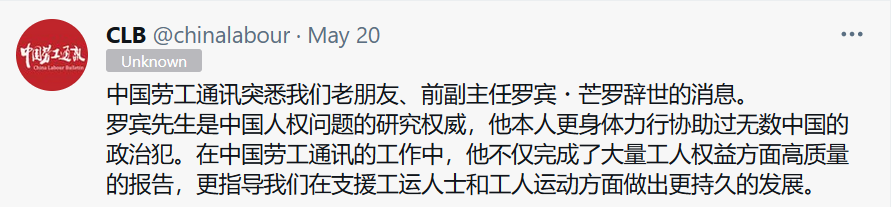 中国劳工通讯
China Labour Bulletin
CLB @chinalabour · May 20
Unknown
中国劳工通讯突悉我们老朋友、前副主任罗宾·芒罗辞世的消息。
罗宾先生是中国人权问题的研究权威，他本人更身体力行协助过无数中国的
政治犯。在中国劳工通讯的工作中，他不仅完成了大量工人权益方面高质量
的报告，更指导我们在支援工运人士和工人运动方面做出更持久的发展。